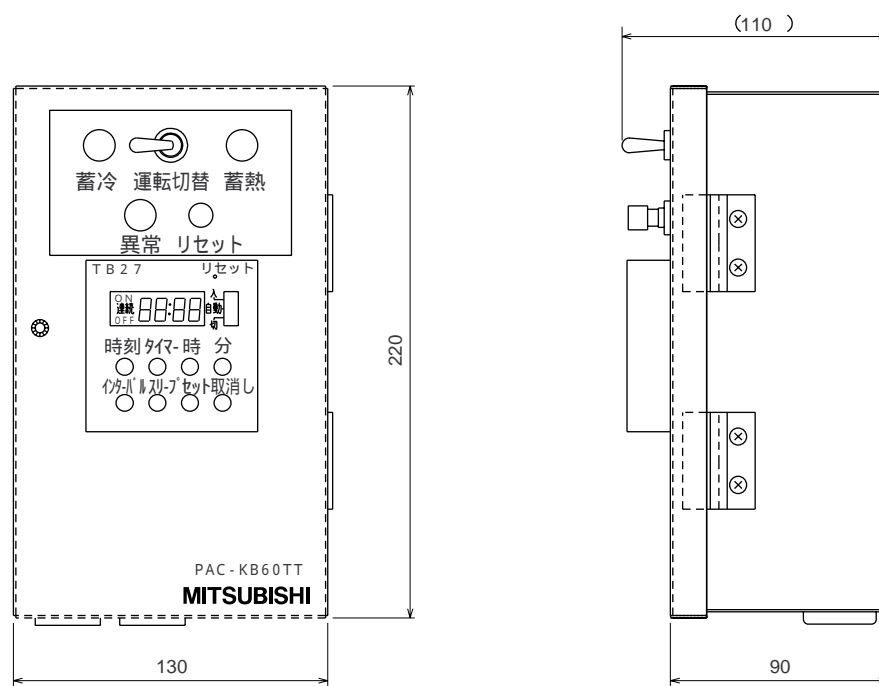 (110 )
蓄冷 運転切替 蓄熱
異常 リセット
TB27 リセット
ON
連続
OFF
88:88
入
自動
切
時刻 タイマー 時 分
インターバル スリープ セット 取消し
220
PAC-KB60TT
MITSUBISHI
130
90